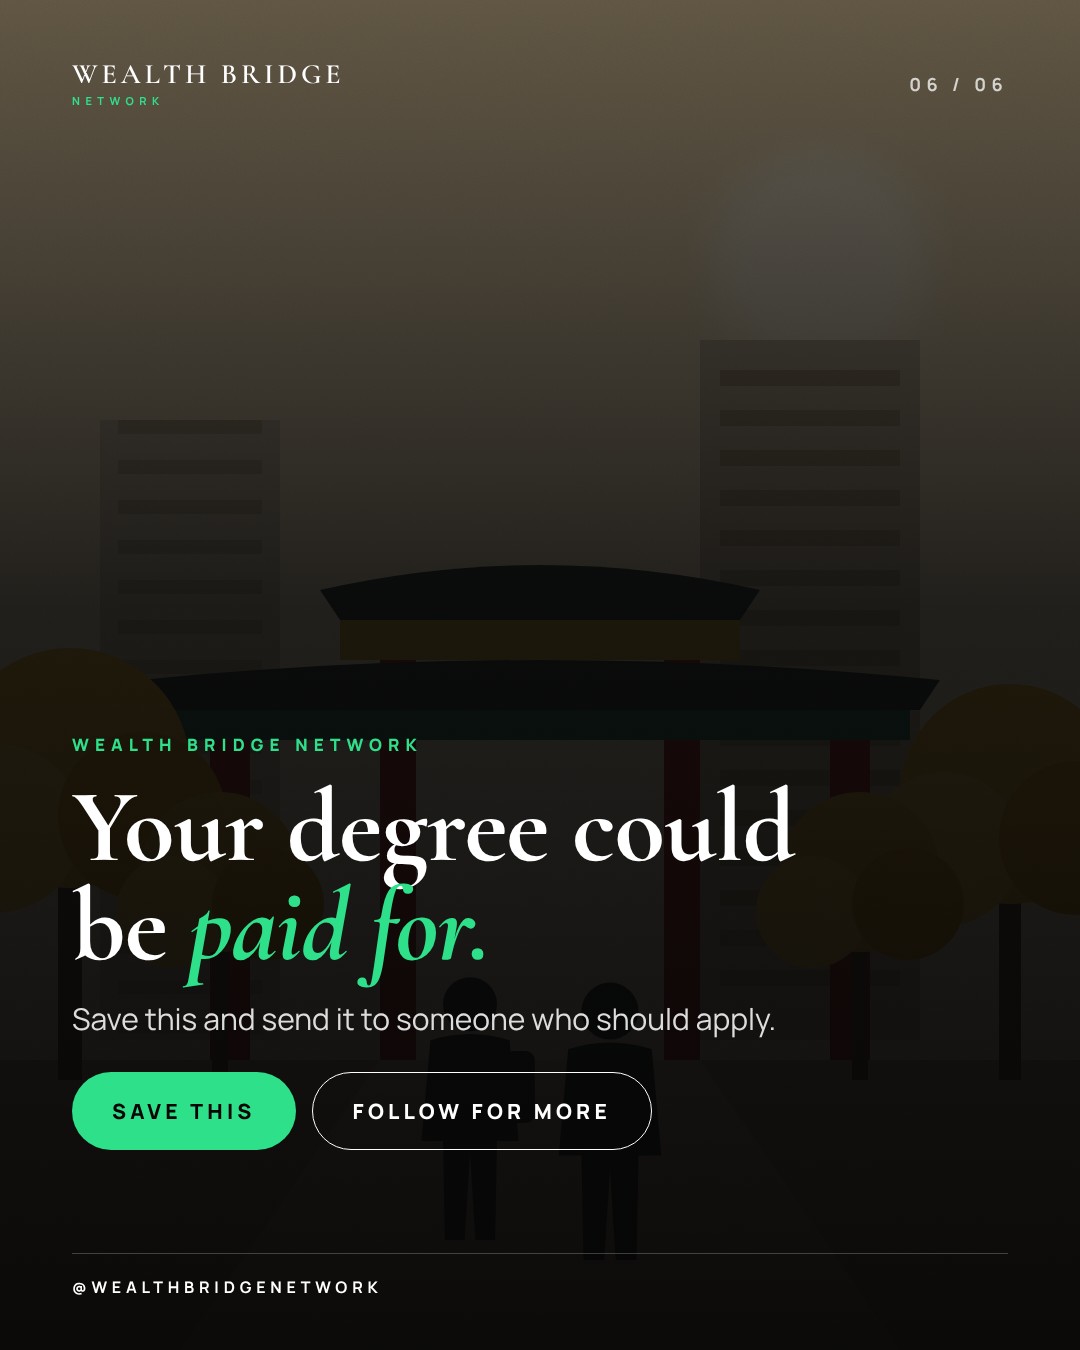 WEALTH BRIDGE
NETWORK
06 / 06
WEALTH BRIDGE NETWORK
Your degree could
be paid for.
Save this and send it to someone who should apply.
SAVE THIS
FOLLOW FOR MORE
@WEALTHBRIDGENETWORK